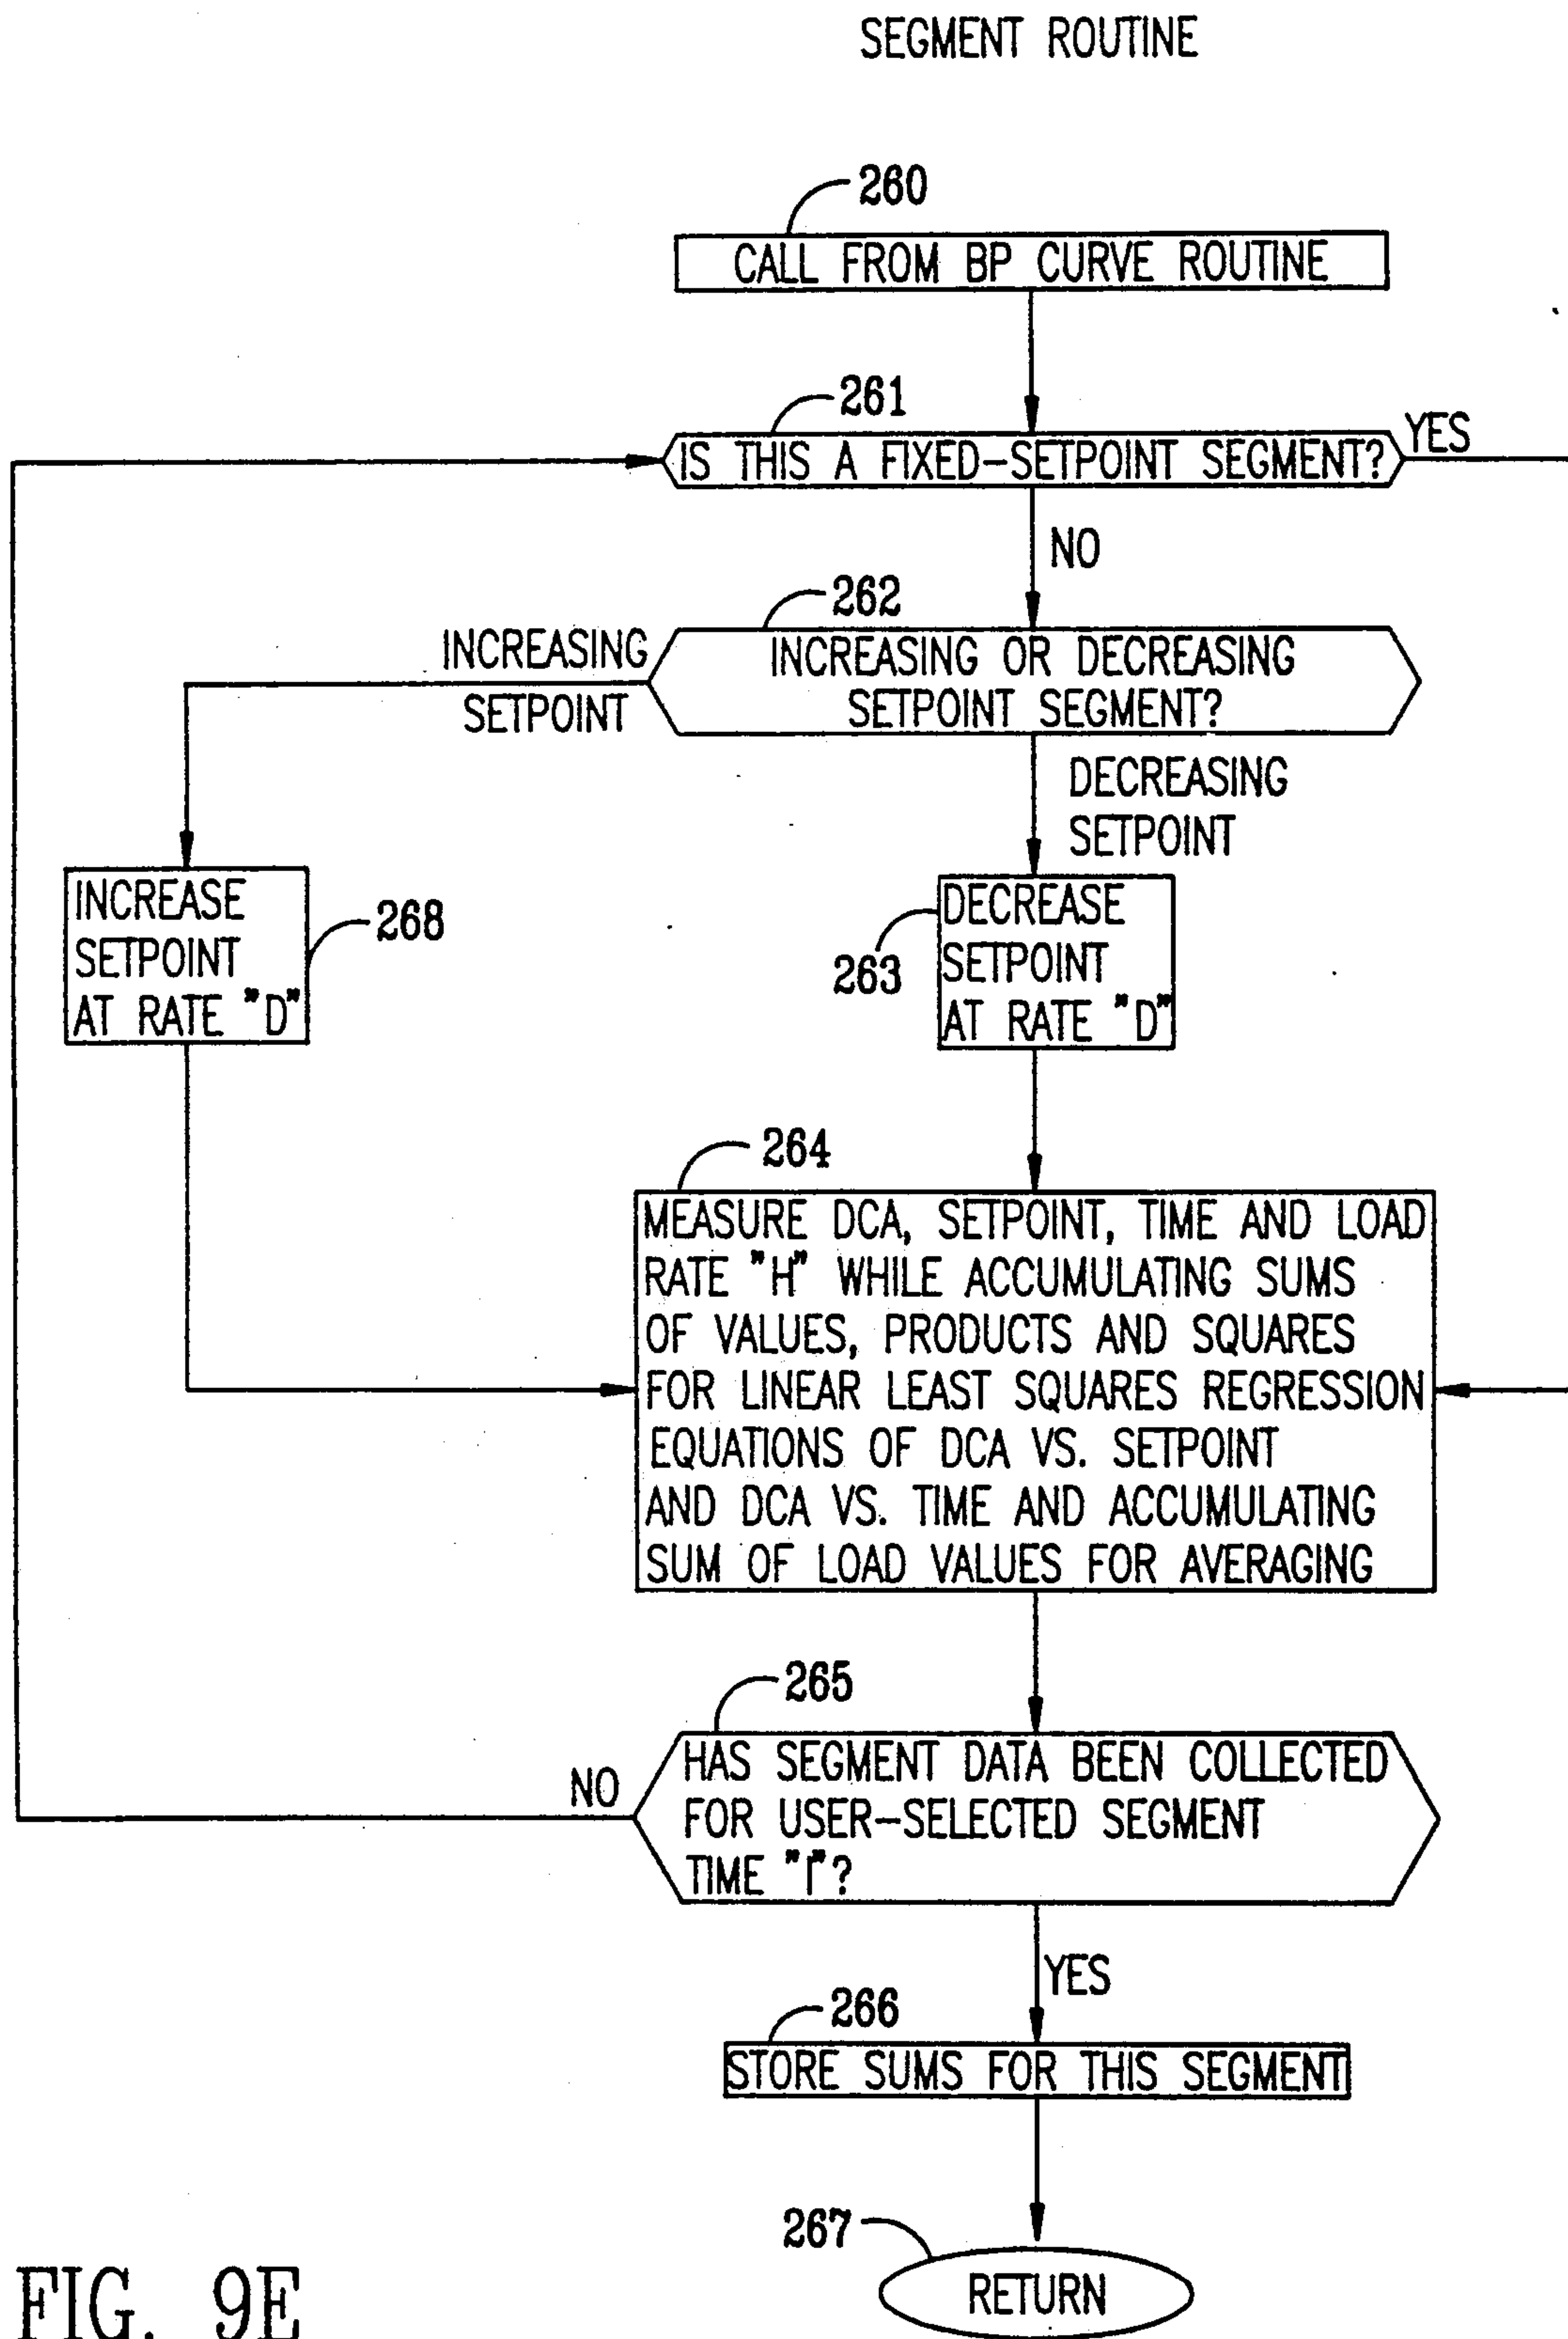 SEGMENT ROUTINE
260
CALL FROM BP CURVE ROUTINE
261
IS THIS A FIXED-SETPOINT SEGMENT?
YES
NO
262
INCREASING
SETPOINT
INCREASING OR DECREASING
SETPOINT SEGMENT?
DECREASING
SETPOINT
INCREASE
SETPOINT
AT RATE "D"
268
263
DECREASE
SETPOINT
AT RATE "D"
264
MEASURE DCA, SETPOINT, TIME AND LOAD
RATE "H" WHILE ACCUMULATING SUMS
OF VALUES, PRODUCTS AND SQUARES
FOR LINEAR LEAST SQUARES REGRESSION
EQUATIONS OF DCA VS. SETPOINT
AND DCA VS. TIME AND ACCUMULATING
SUM OF LOAD VALUES FOR AVERAGING
265
NO
HAS SEGMENT DATA BEEN COLLECTED
FOR USER-SELECTED SEGMENT
TIME "I"?
YES
266
STORE SUMS FOR THIS SEGMENT
267
RETURN
FIG. 9E